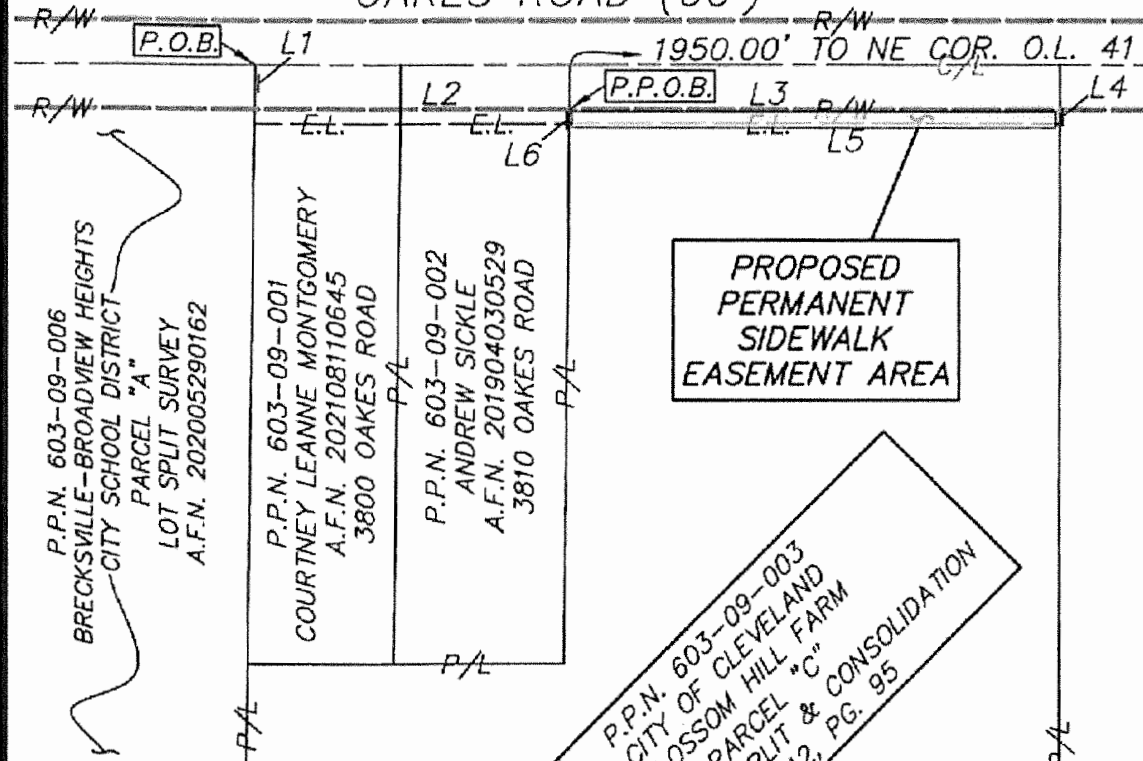 R/W
R/W
P.O.B.
L1
1950.00' TO NE COR. O.L. 41
C/L
P.P.O.B.
R/W
L2
L3
R/W
L4
E.L.
E.L.
E.L.
L6
L5
P.P.N. 603-09-006
BRECKSVILLE-BROADVIEW HEIGHTS
CITY SCHOOL DISTRICT
PARCEL "A"
LOT SPLIT SURVEY
A.F.N. 202005290162
P.P.N. 603-09-001
COURTNEY LEANNE MONTGOMERY
A.F.N. 202108110645
3800 OAKES ROAD
P/L
P.P.N. 603-09-002
ANDREW SICKLE
A.F.N. 201904030529
3810 OAKES ROAD
P/L
PROPOSED
PERMANENT
SIDEWALK
EASEMENT AREA
P.P.N. 603-09-003
CITY OF CLEVELAND
OSSOM HILL FARM
PARCEL "C"
PLIT & CONSOLIDATION
PG. 95
P/L
P/L
P/L